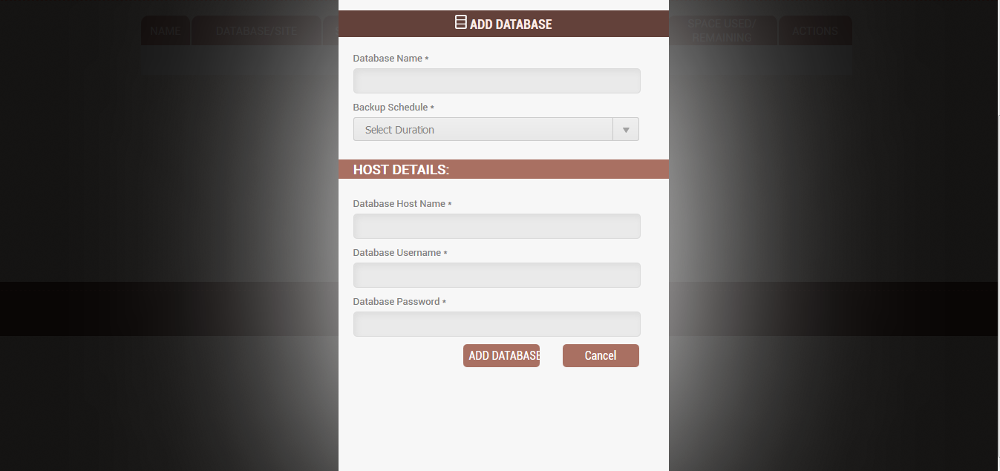 NAME
DATABASE/SITE
SPACE USED/
REMAINING
ACTIONS
ADD DATABASE
Database Name *
Backup Schedule *
Select Duration
HOST DETAILS:
Database Host Name *
Database Username *
Database Password *
ADD DATABASE
Cancel